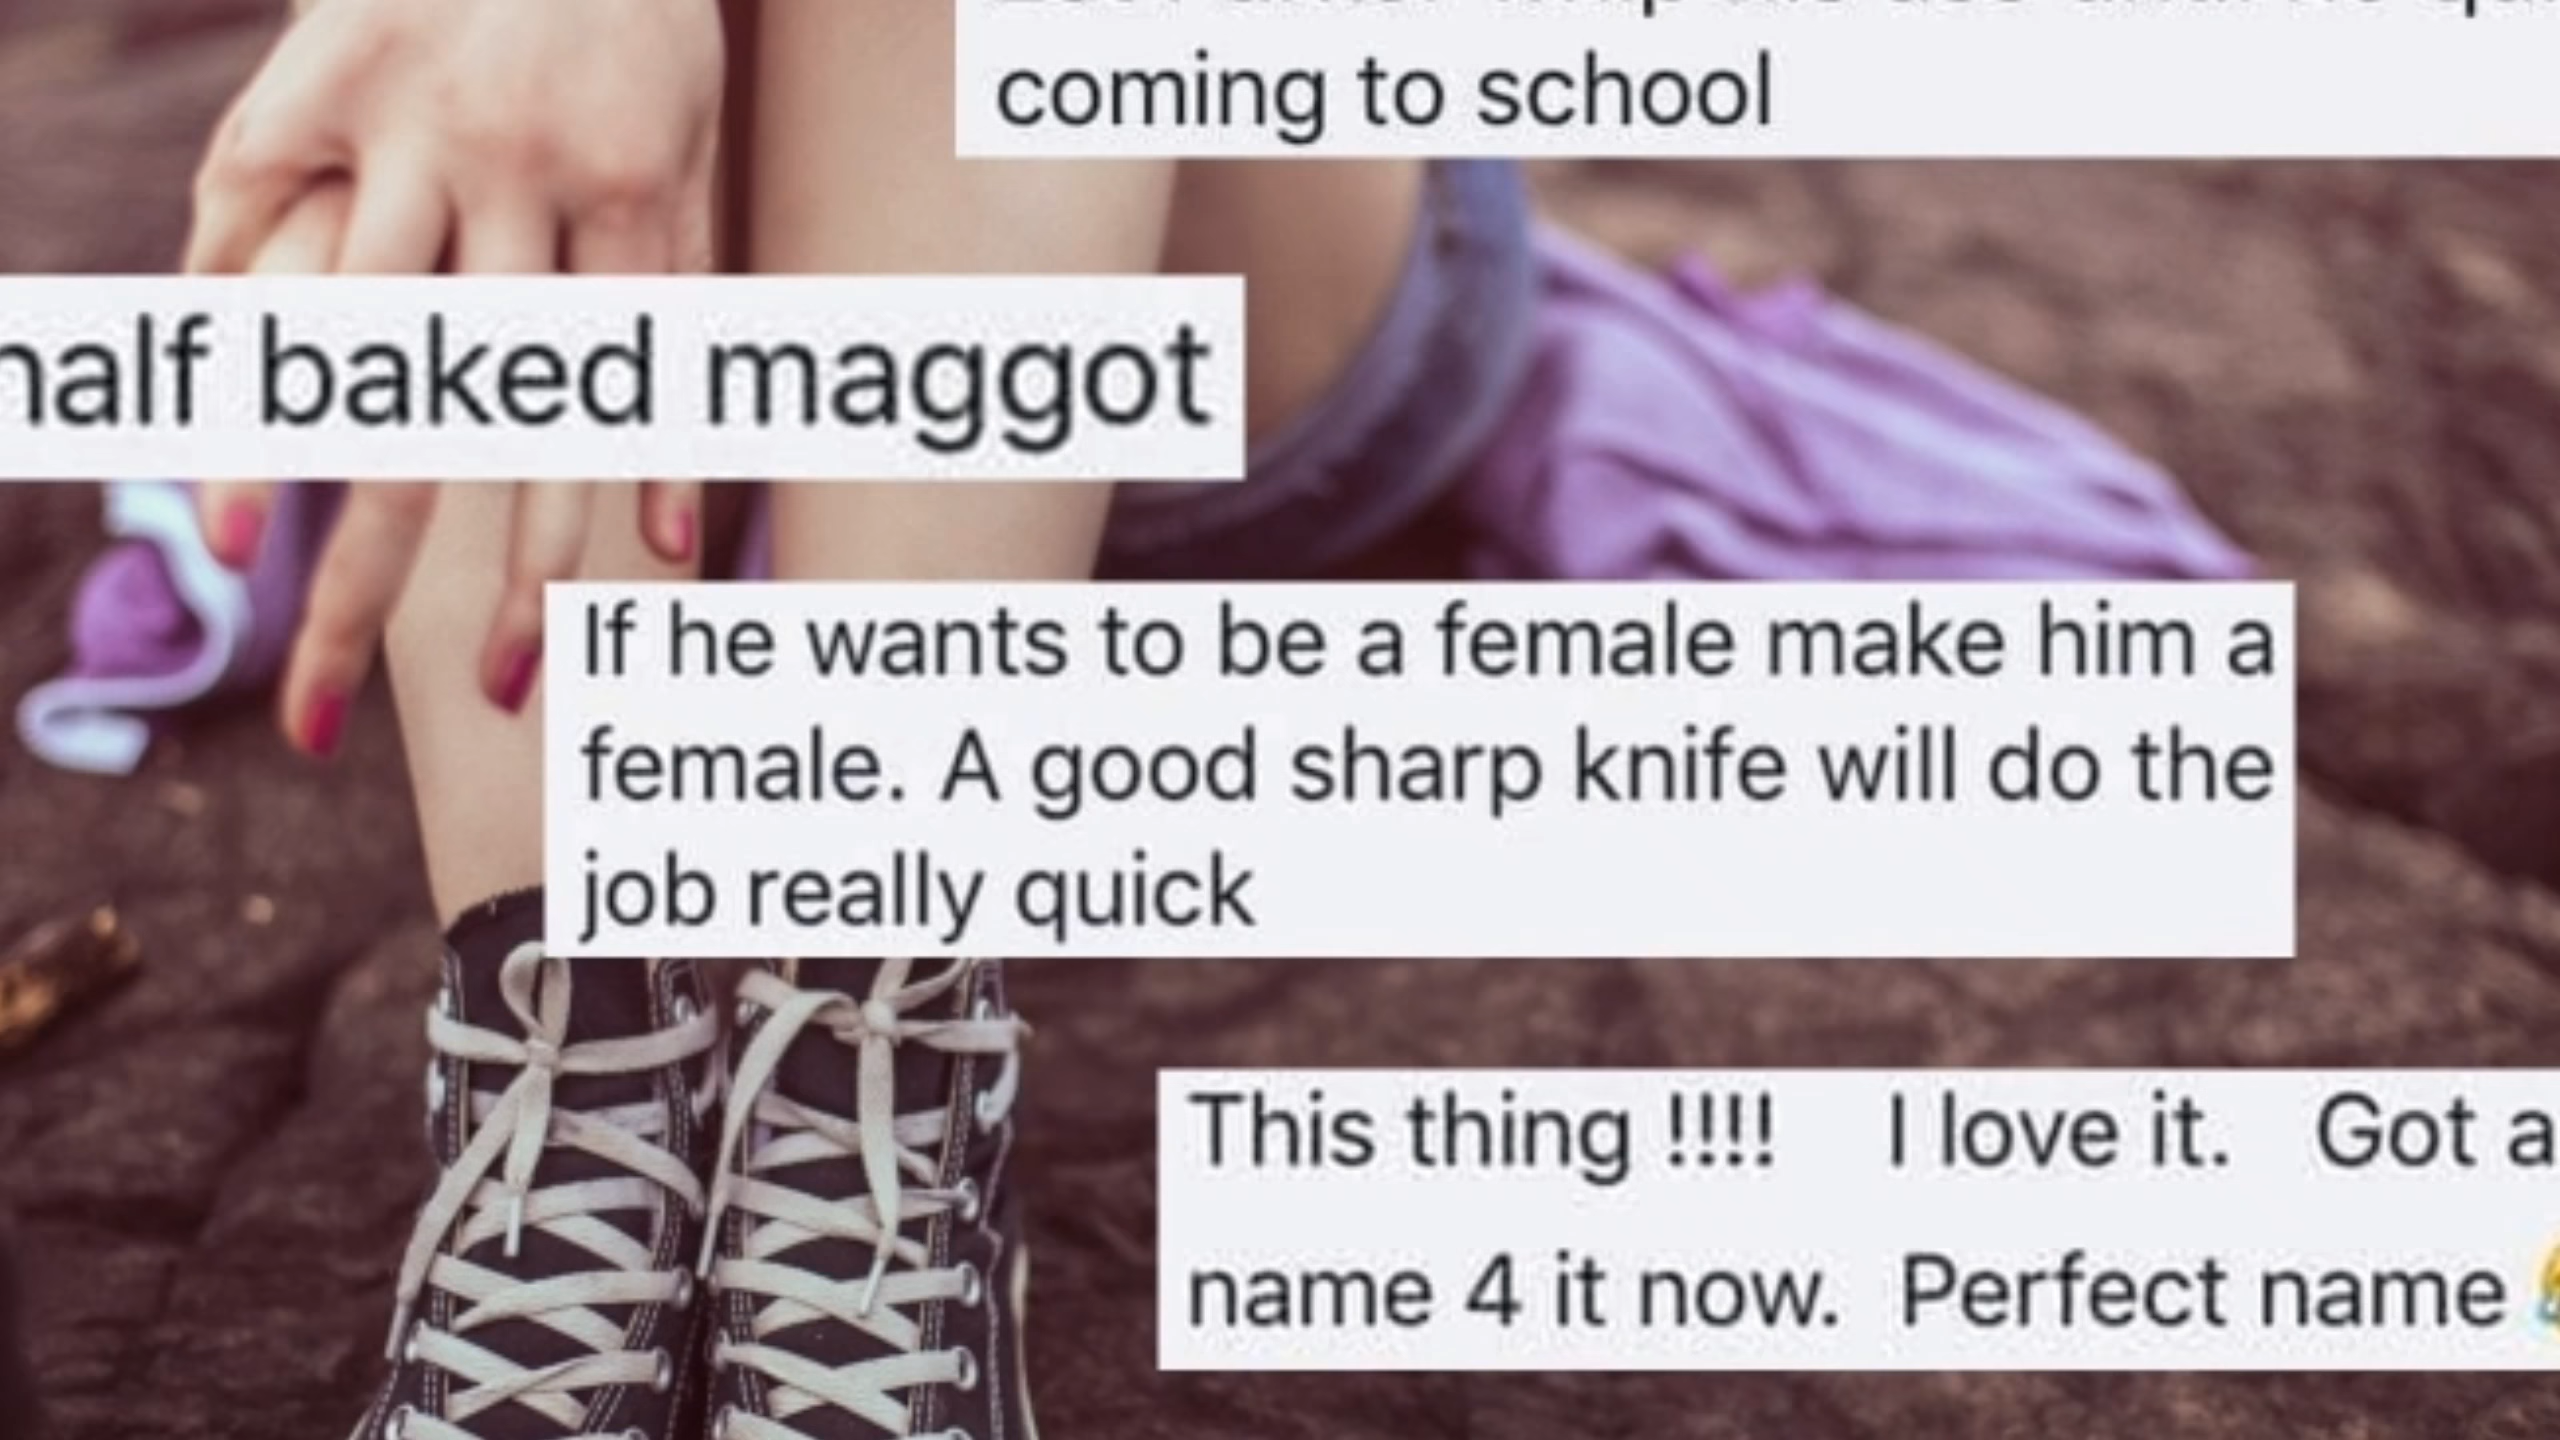 coming to school
half baked maggot
If he wants to be a female make him a
female. A good sharp knife will do the
job really quick
This thing !!!! I love it. Got a
name 4 it now. Perfect name